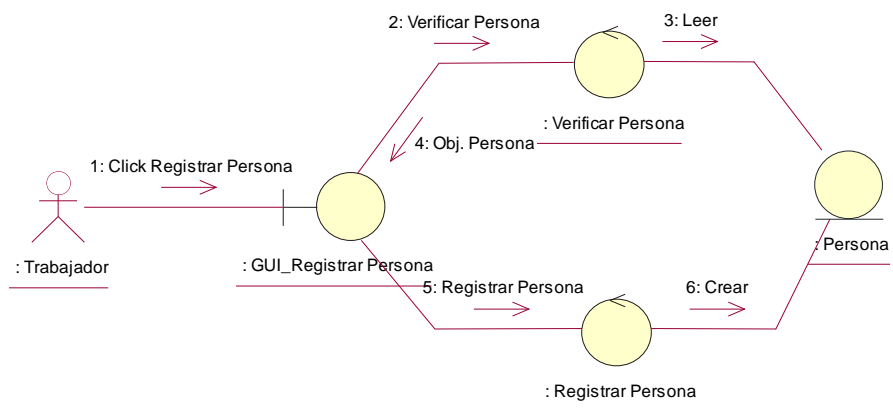 2: Verificar Persona
3: Leer
: Verificar Persona
4: Obj. Persona
1: Click Registrar Persona
: Trabajador
: GUI_Registrar Persona
: Persona
5: Registrar Persona
6: Crear
: Registrar Persona